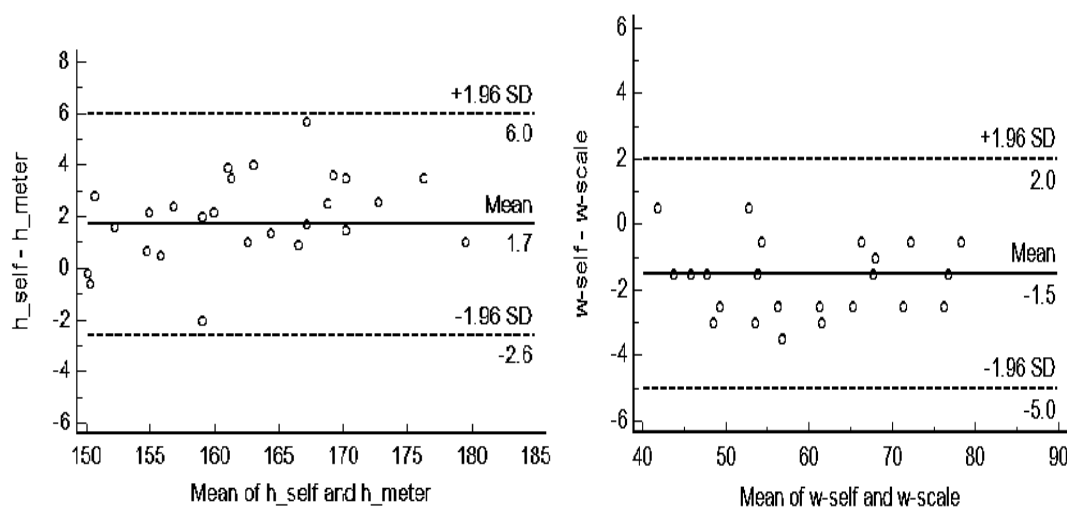 h_self - h_meter
8
6
4
2
0
-2
-4
-6
+1.96 SD
6.0
Mean
1.7
-1.96 SD
-2.6
150 155 160 165 170 175 180 185
Mean of h_self and h_meter
w-self - w-scale
6
4
2
0
-2
-4
-6
+1.96 SD
2.0
Mean
-1.5
-1.96 SD
-5.0
40 50 60 70 80 90
Mean of w-self and w-scale